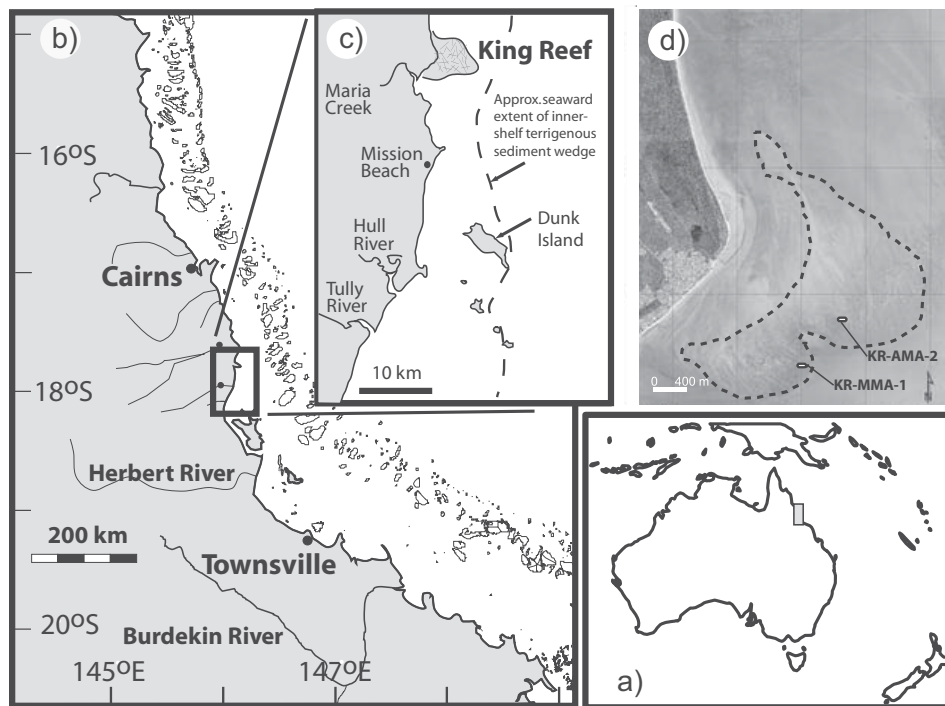 b)
16ºS
Cairns
18ºS
Herbert River
200 km
Townsville
20ºS
Burdekin River
145ºE
147ºE
c)
King Reef
Maria
Creek
Approx. seaward
extent of inner-
shelf terrigenous
sediment wedge
Mission
Beach
Hull
River
Dunk
Island
Tully
River
10 km
d)
KR-AMA-2
KR-MMA-1
0 400 m
a)